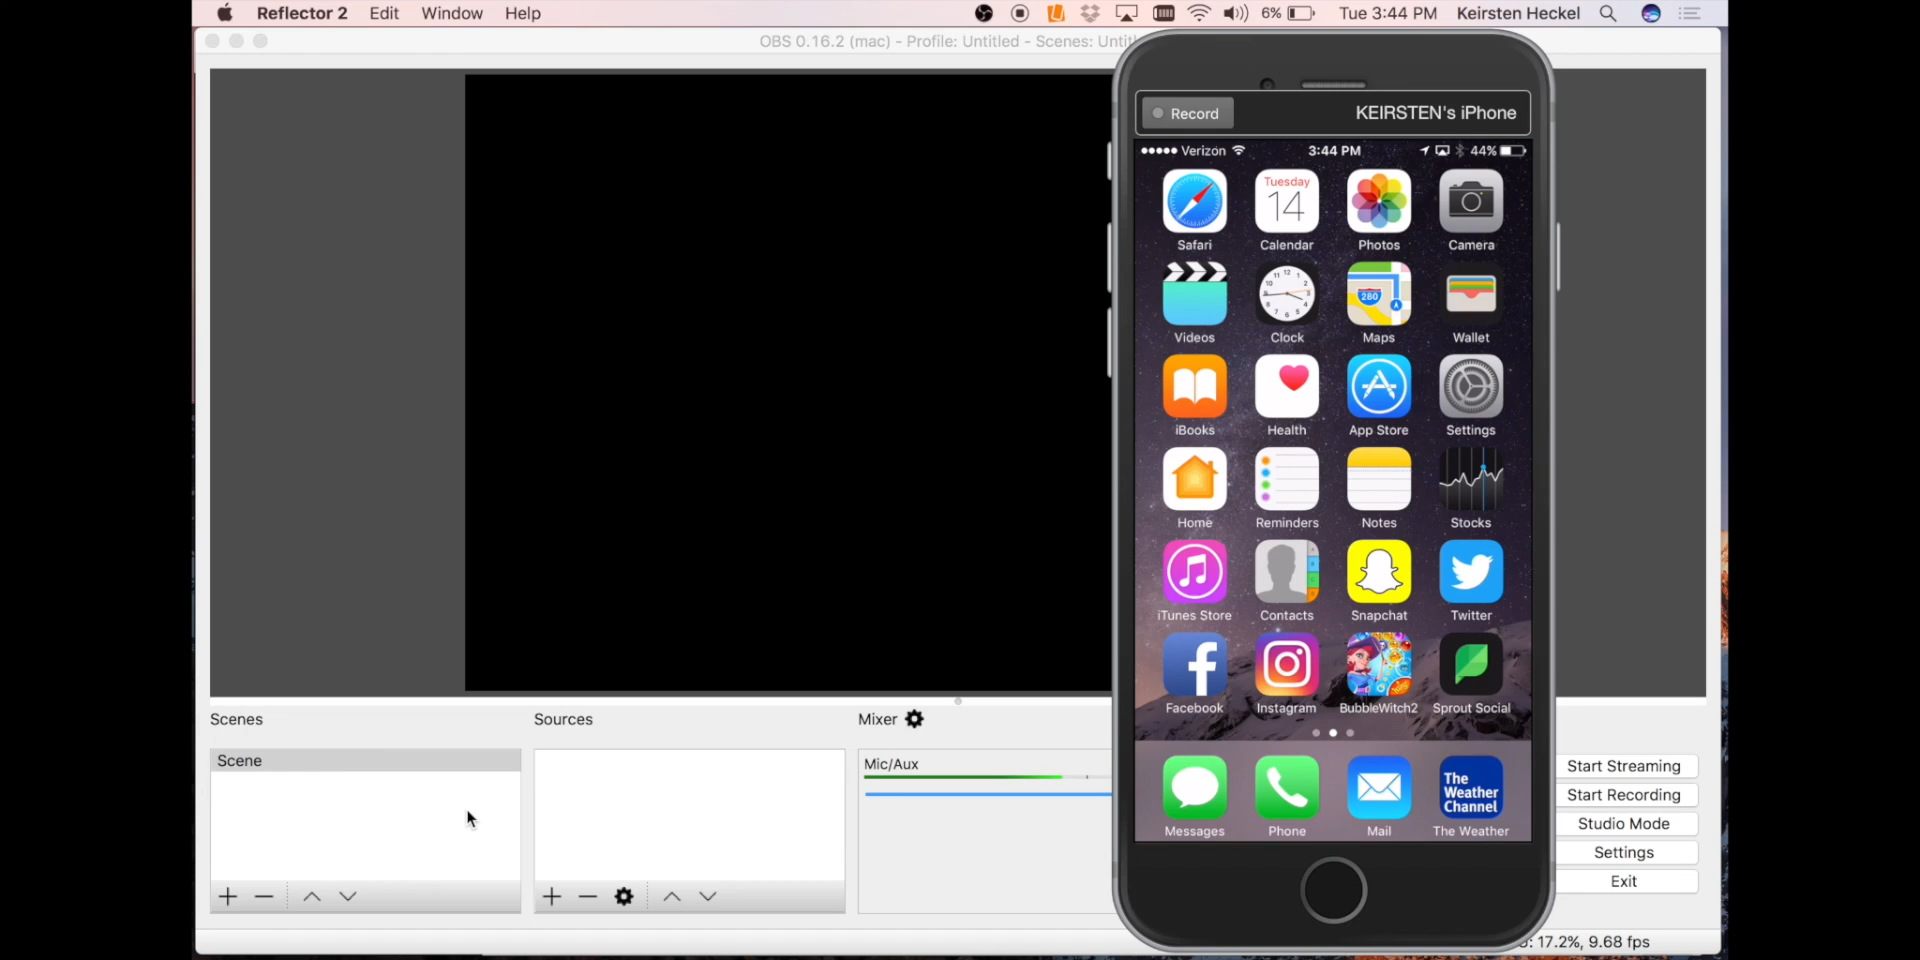 Reflector 2 Edit Window Help 6% Tue 3:44 PM Keirsten Heckel
OBS 0.16.2 (mac) - Profile: Untitled - Scenes:
Record KEIRSTEN's iPhone
Verizon 3:44 PM 44%
Tuesday
14
Safari Calendar Photos Camera
280
Videos Clock Maps Wallet
iBooks Health App Store Settings
Home Reminders Notes Stocks
iTunes Store Contacts Snapchat Twitter
Facebook Instagram BubbleWitch2 Sprout Social
The
Weather
Channel
Messages Phone Mail The Weather
Scenes Sources Mixer
Scene
Mic/Aux
Start Streaming
Start Recording
Studio Mode
Settings
Exit
17.2%, 9.68 fps